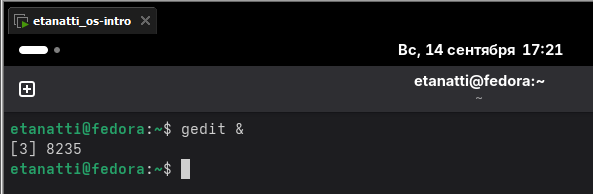 etanatti_os-intro
Вс, 14 сентября 17:21
etanatti@fedora:~
~
etanatti@fedora:~$ gedit &
[3] 8235
etanatti@fedora:~$